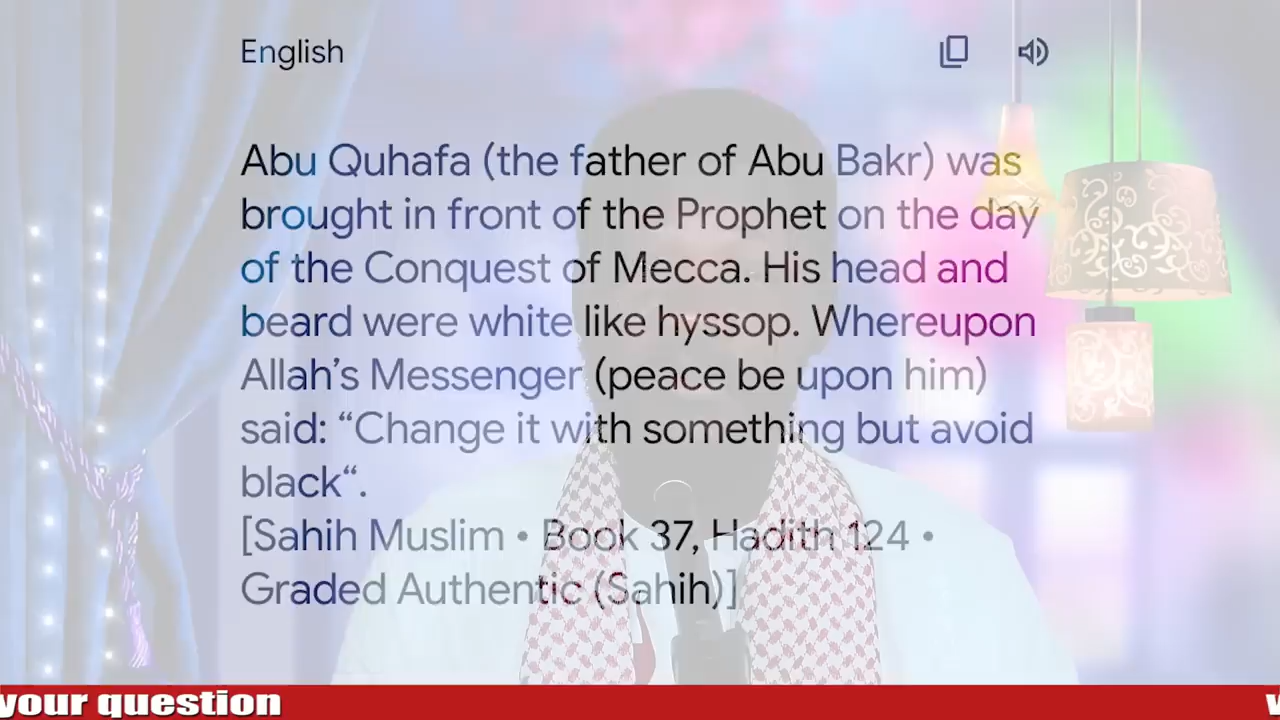 English
Abu Quhafa (the father of Abu Bakr) was
brought in front of the Prophet on the day
of the Conquest of Mecca. His head and
beard were white like hyssop. Whereupon
Allah’s Messenger (peace be upon him)
said: “Change it with something but avoid
black“.
[Sahih Muslim • Book 37, Hadith 124 •
Graded Authentic (Sahih)]
your question